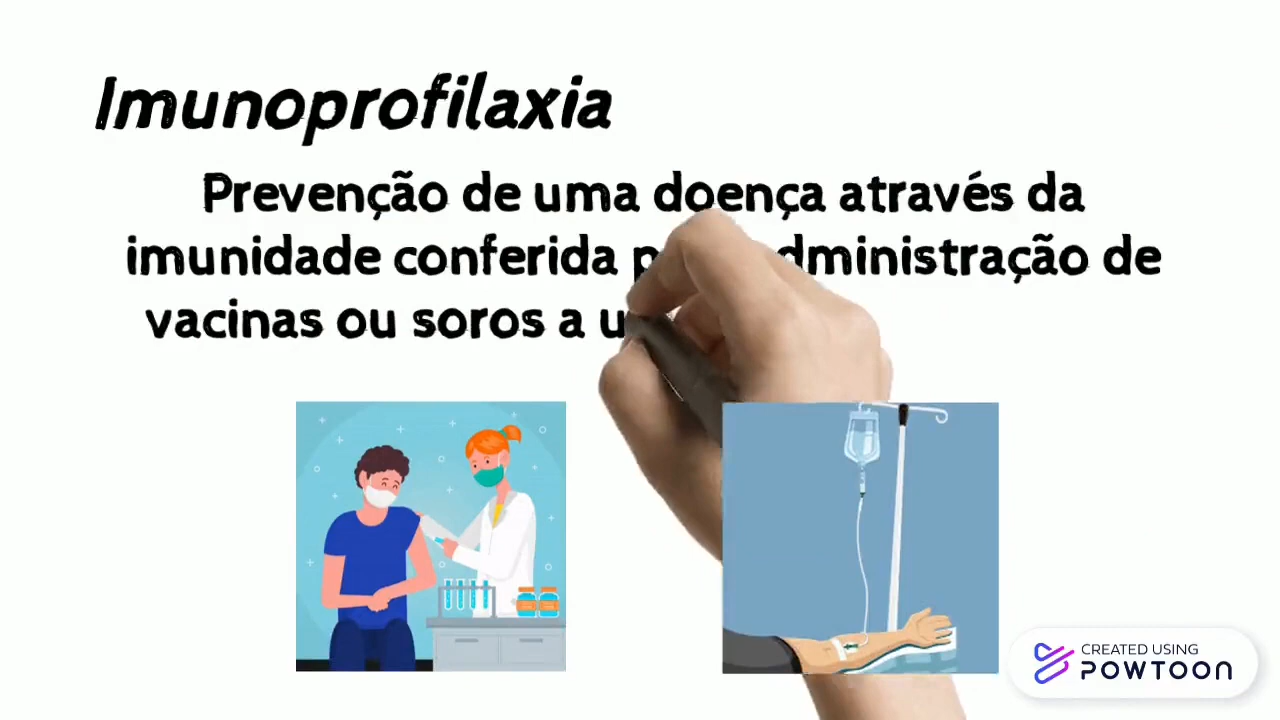 Imunoprofilaxia
Prevenção de uma doença através da
imunidade conferida dministração de
vacinas ou soros a u
CREATED USING
POWTOON